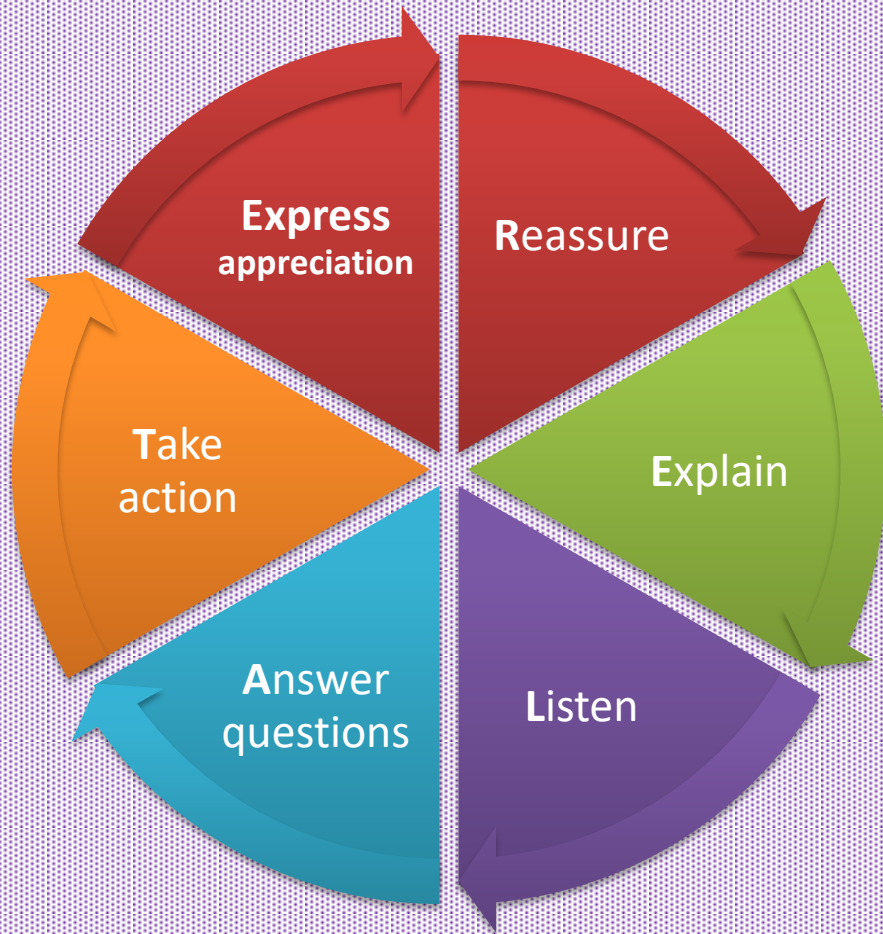 Reassure
Explain
Listen
Answer
questions
Take
action
Express
appreciation